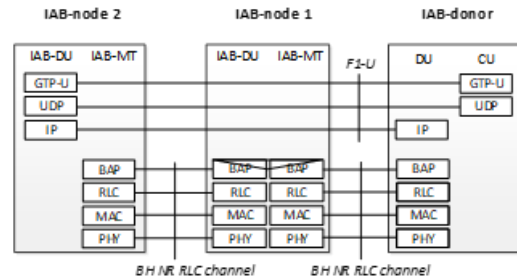 IAB-node 2 IAB-node 1 IAB-donor
IAB-DU IAB-MT IAB-DU IAB-MT F1-U DU CU
GTP-U GTP-U
UDP UDP
IP IP
BAP BAP BAP BAP
RLC RLC RLC RLC
MAC MAC MAC MAC
PHY PHY PHY PHY
BH NR RLC channel BH NR RLC channel